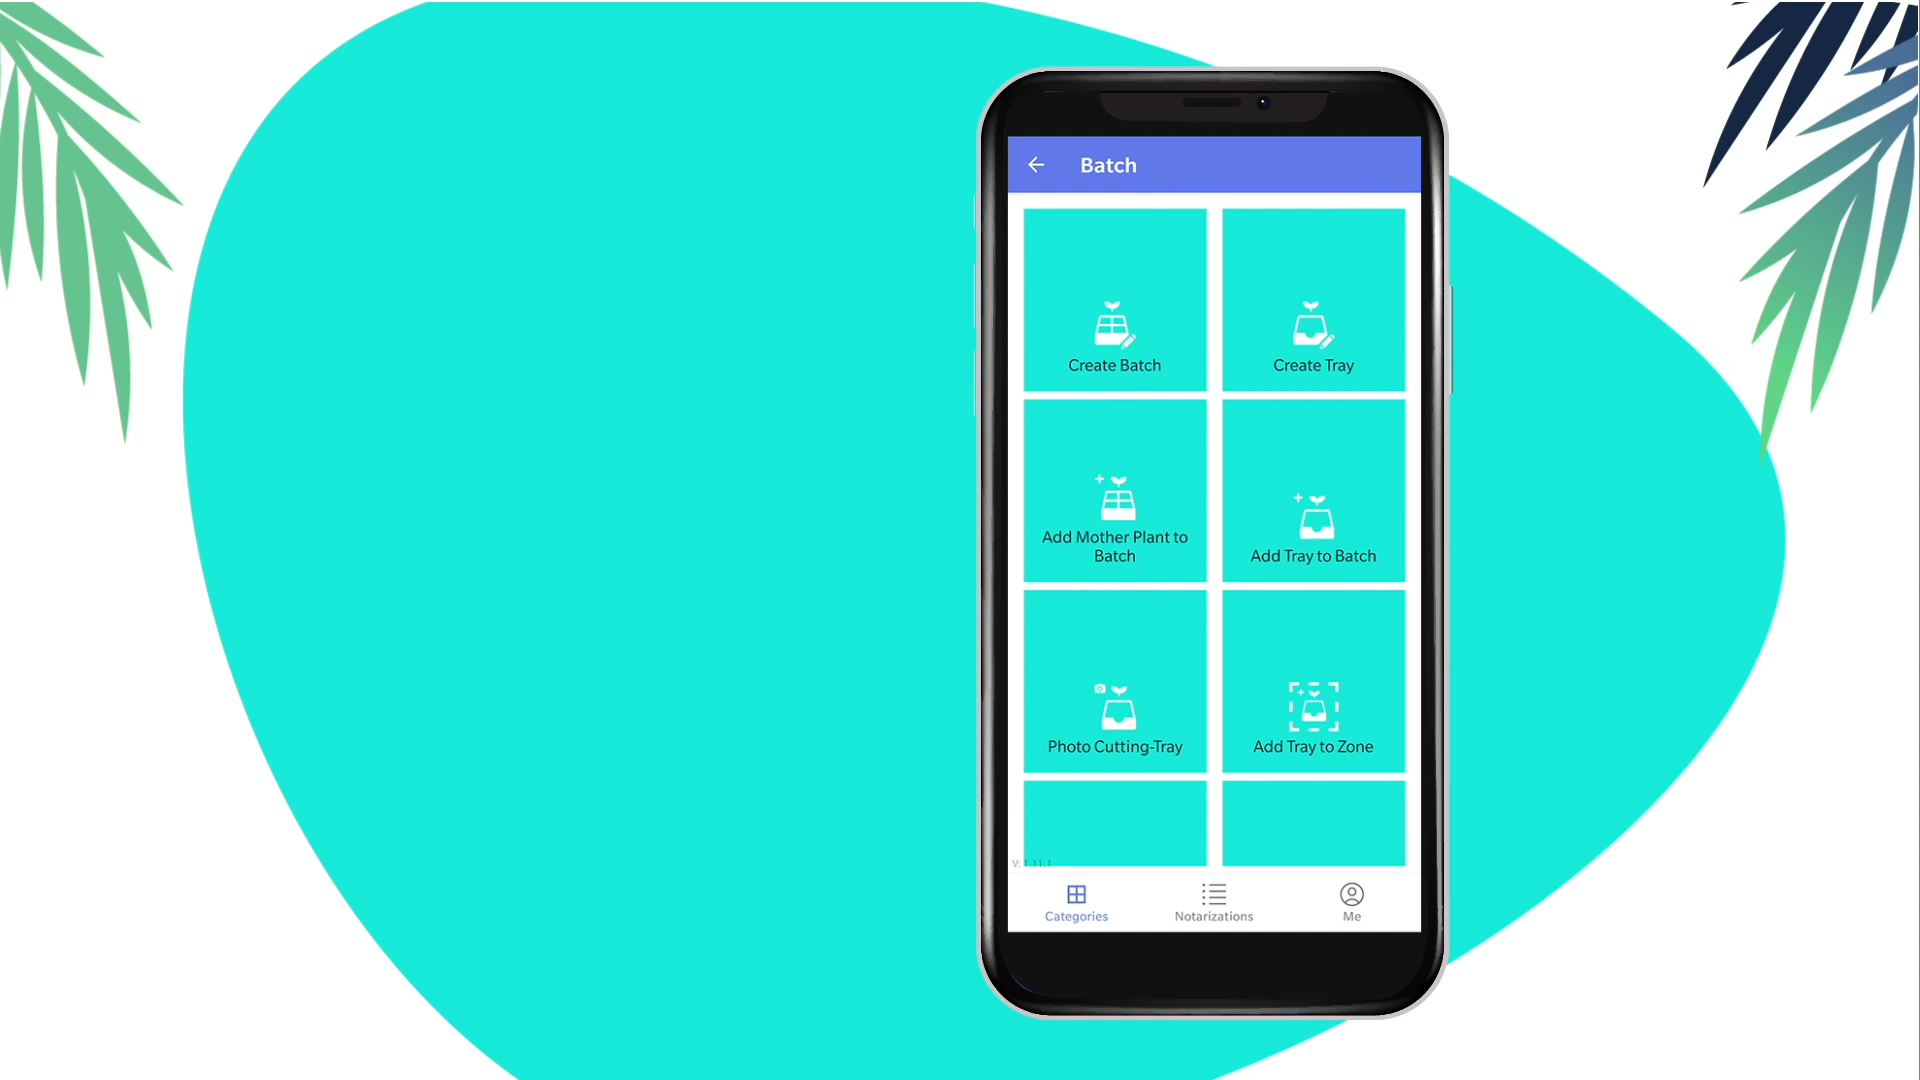 Batch
Create Batch
Create Tray
Add Mother Plant to
Batch
Add Tray to Batch
Photo Cutting-Tray
Add Tray to Zone
V: 1.11.1
Categories
Notarizations
Me